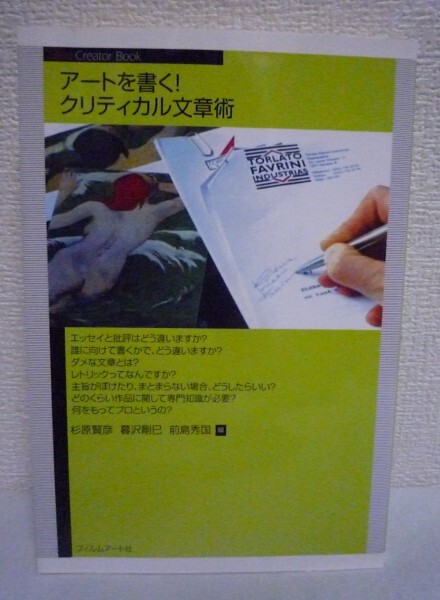 Creator Book
アートを書く!
クリティカル文章術
TORLATO
FAVRINI
INDUSTRIAS
エッセイと批評はどう違いますか?
誰に向けて書くかで、どう違いますか?
ダメな文章とは?
レトリックってなんですか?
主旨がぼけたり、まとまらない場合、どうしたらいい?
どのくらい作品に関して専門知識が必要?
何をもってプロというの?
杉原賢彦 暮沢剛巳 前島秀国 編
フィルムアート社